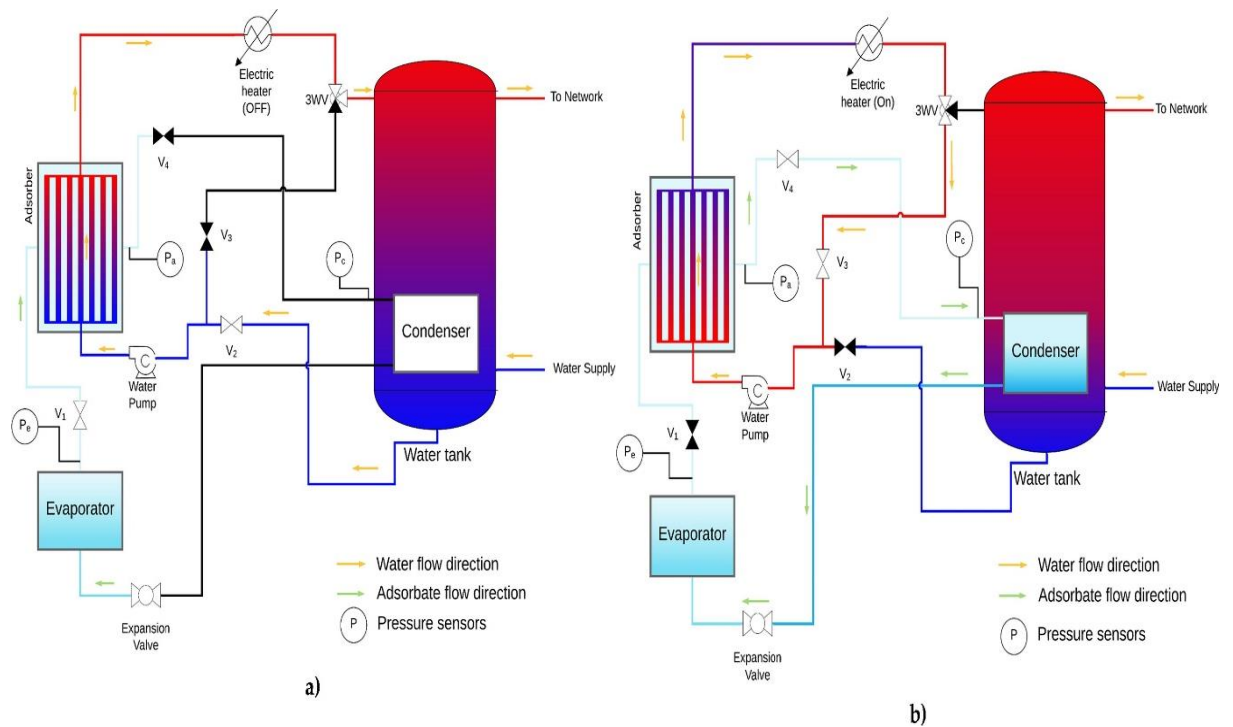 Electric
heater
(OFF)
3WV
To Network
V4
Adsorber
V3
Pa
Pc
Condenser
V2
Water
Pump
Water Supply
V1
Pe
Water tank
Evaporator
Water flow direction
Adsorbate flow direction
P Pressure sensors
Expansion
Valve
a)
Electric
heater (On)
3WV
To Network
V4
Adsorber
V3
Pa
Pc
Condenser
V2
Water
Pump
Water Supply
V1
Pe
Water tank
Evaporator
Water flow direction
Adsorbate flow direction
P Pressure sensors
Expansion
Valve
b)